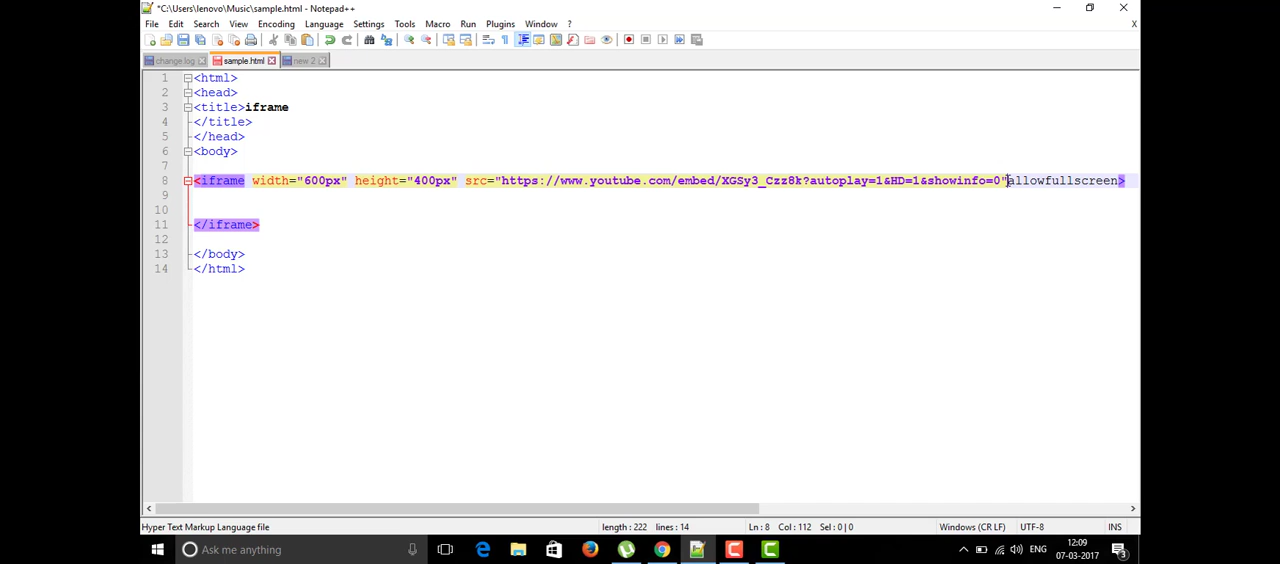 *C:\Users\lenovo\Music\sample.html - Notepad++
File Edit Search View Encoding Language Settings Tools Macro Run Plugins Window ? X
change.log sample.html new 2
1 <html>
2 <head>
3 <title>iframe
4 </title>
5 </head>
6 <body>
7
8 <iframe width="600px" height="400px" src="https://www.youtube.com/embed/XGSy3_Czz8k?autoplay=1&HD=1&showinfo=0"allowfullscreen>
9
10
11 </iframe>
12
13 </body>
14 </html>
Hyper Text Markup Language file length : 222 lines : 14 Ln : 8 Col : 112 Sel : 0 | 0 Windows (CR LF) UTF-8 INS
Ask me anything ENG 12:09
07-03-2017 3